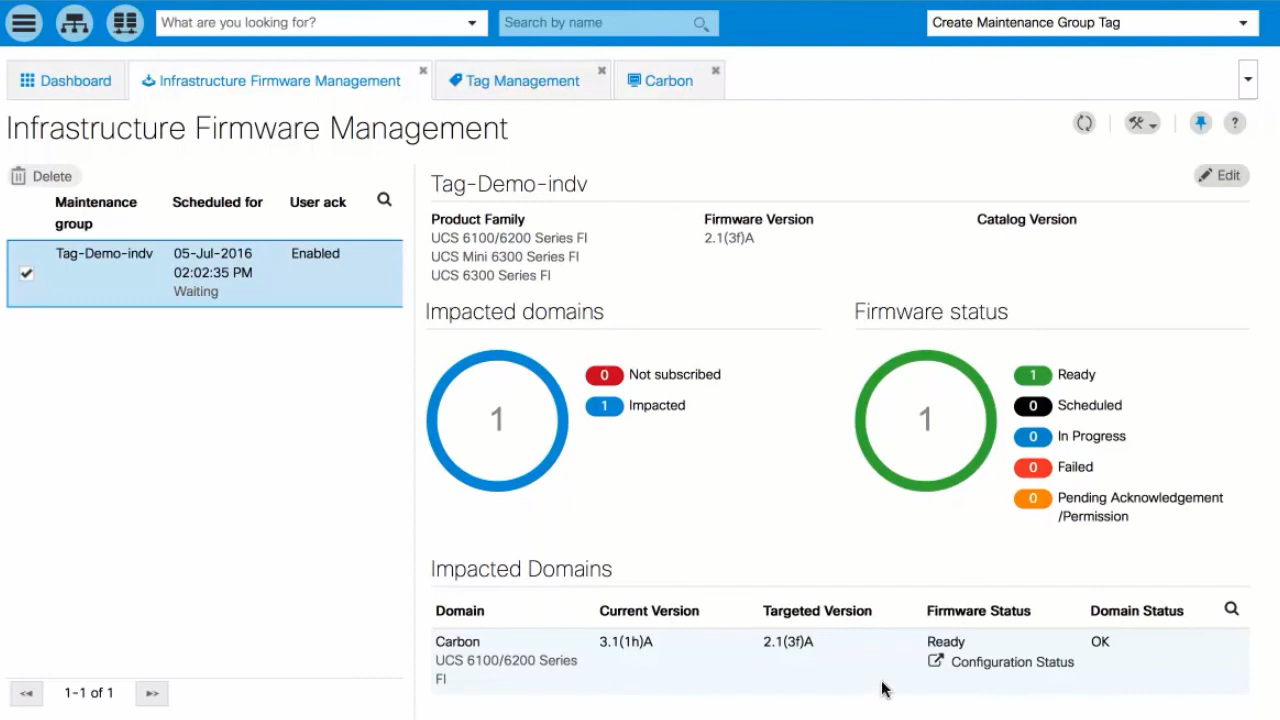 What are you looking for?
Search by name
Create Maintenance Group Tag
Dashboard
Infrastructure Firmware Management
Tag Management
Carbon
Infrastructure Firmware Management
?
Delete
Maintenance group
Scheduled for
User ack
Tag-Demo-indv
05-Jul-2016
02:02:35 PM
Waiting
Enabled
1-1 of 1
Tag-Demo-indv
Edit
Product Family
UCS 6100/6200 Series FI
UCS Mini 6300 Series FI
UCS 6300 Series FI
Firmware Version
2.1(3f)A
Catalog Version
Impacted domains
1
0 Not subscribed
1 Impacted
Firmware status
1
1 Ready
0 Scheduled
0 In Progress
0 Failed
0 Pending Acknowledgement
/Permission
Impacted Domains
Domain Current Version Targeted Version Firmware Status Domain Status
Carbon 3.1(1h)A 2.1(3f)A Ready OK
UCS 6100/6200 Series Configuration Status
FI